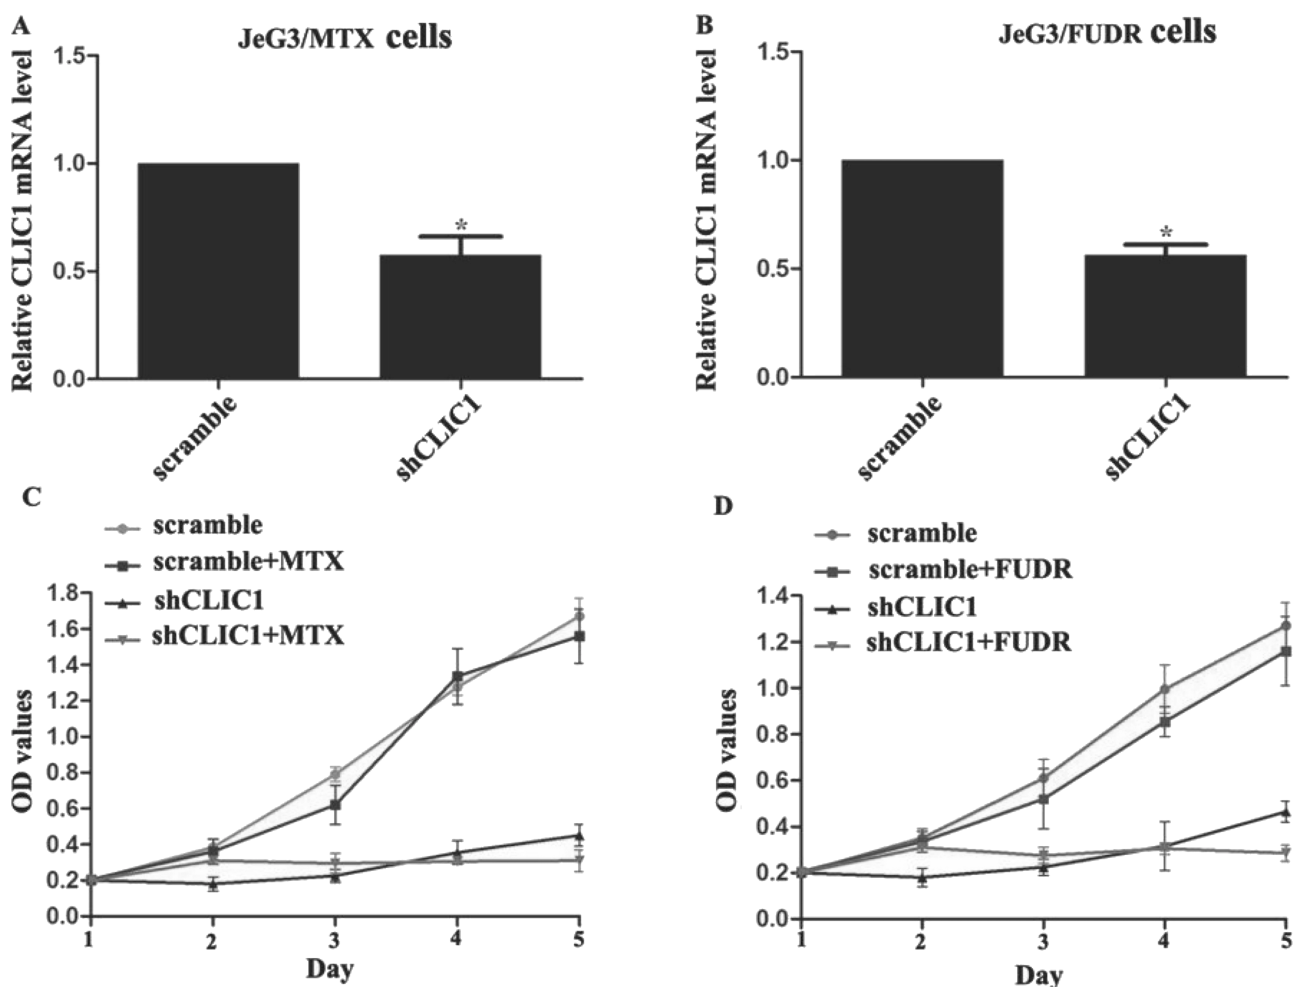 A
JeG3/MTX cells
Relative CLIC1 mRNA level
1.5
1.0
0.5
0.0
scramble
shCLIC1
*
B
JeG3/FUDR cells
Relative CLIC1 mRNA level
1.5
1.0
0.5
0.0
scramble
shCLIC1
*
C
scramble
scramble+MTX
shCLIC1
shCLIC1+MTX
OD values
1.8
1.6
1.4
1.2
1.0
0.8
0.6
0.4
0.2
0.0
1 2 3 4 5
Day
D
scramble
scramble+FUDR
shCLIC1
shCLIC1+FUDR
OD values
1.4
1.2
1.0
0.8
0.6
0.4
0.2
0.0
1 2 3 4 5
Day